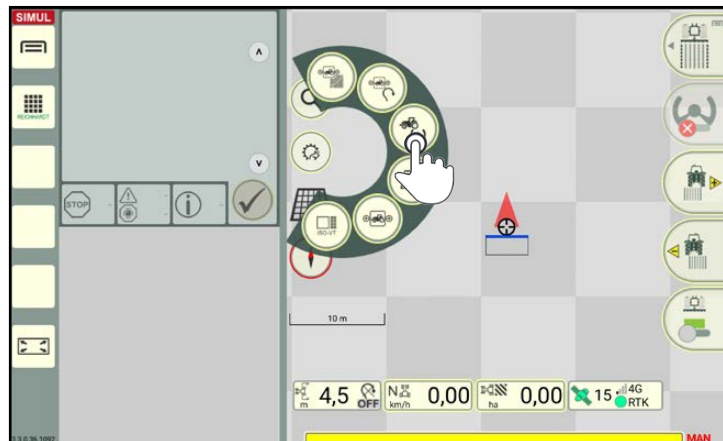 SIMUL
REICHHARDT
STOP
ISO-VT
10 m
m
4,5
OFF
N
km/h
0,00
ha
0,00
15
4G
RTK
MAN